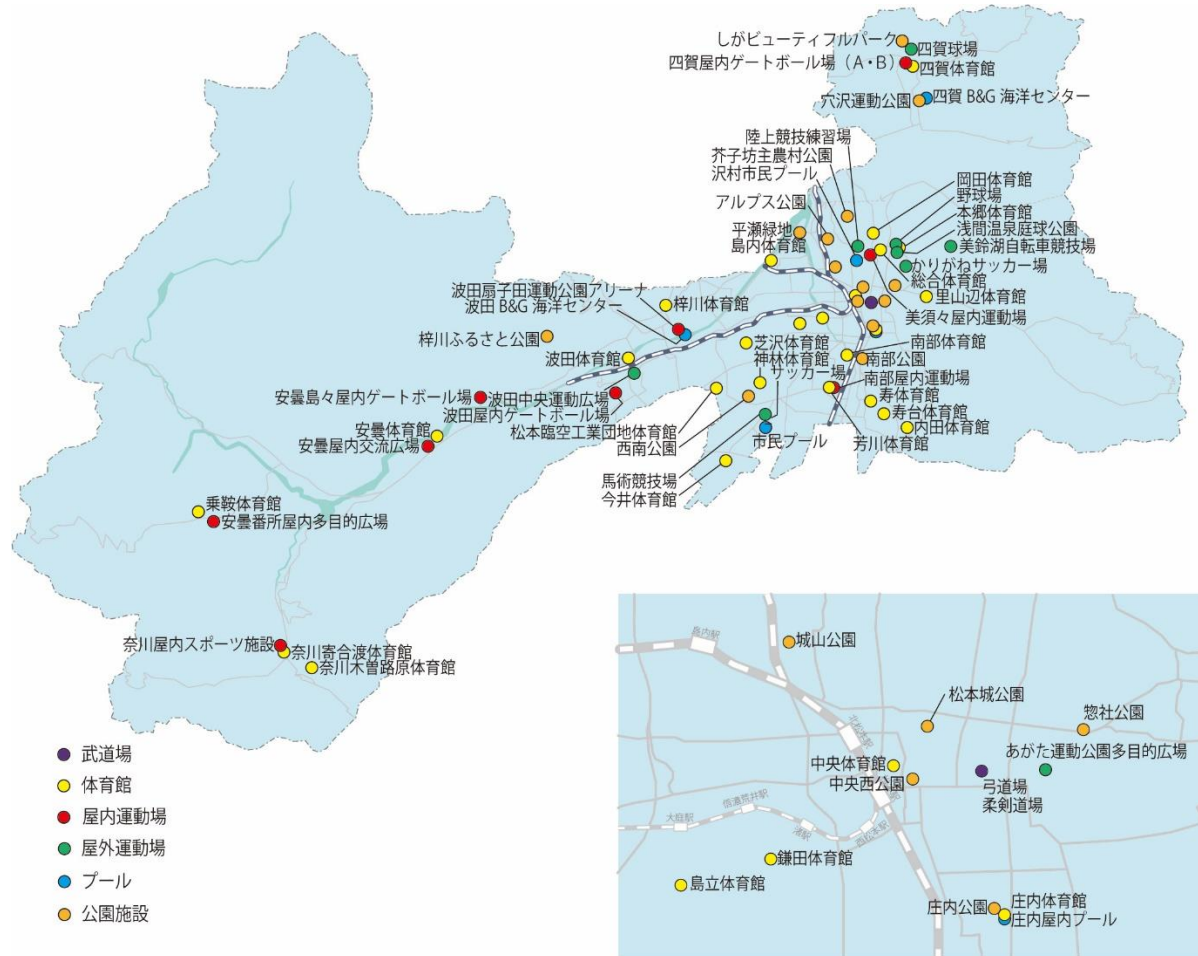 しがビューティフルパーク
四賀球場
四賀屋内ゲートボール場（A・B）
四賀体育館
穴沢運動公園
四賀 B&G 海洋センター
陸上競技練習場
芥子坊主農村公園
沢村市民プール
アルプス公園
平瀬緑地
島内体育館
岡田体育館
野球場
本郷体育館
浅間温泉庭球公園
美鈴湖自転車競技場
かりがねサッカー場
総合体育館
里山辺体育館
美須々屋内運動場
波田扇子田運動公園アリーナ
波田 B&G 海洋センター
梓川体育館
梓川ふるさと公園
波田体育館
芝沢体育館
神林体育館
サッカー場
南部体育館
南部公園
南部屋内運動場
安曇島々屋内ゲートボール場
波田中央運動広場
波田屋内ゲートボール場
寿体育館
寿台体育館
内田体育館
松本臨空工業団地体育館
西南公園
市民プール
芳川体育館
安曇体育館
安曇屋内交流広場
馬術競技場
今井体育館
乗鞍体育館
安曇番所屋内多目的広場
奈川屋内スポーツ施設
奈川寄合渡体育館
奈川木曽路原体育館
武道場
体育館
屋内運動場
屋外運動場
プール
公園施設
島内駅
城山公園
松本城公園
惣社公園
北松本駅
あがた運動公園多目的広場
中央体育館
中央西公園
弓道場
柔剣道場
大庭駅
信濃荒井駅
渚駅
西松本駅
鎌田体育館
島立体育館
庄内公園
庄内体育館
庄内屋内プール